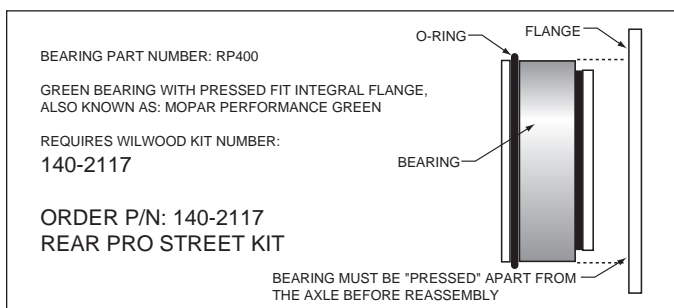 BEARING PART NUMBER: RP400
GREEN BEARING WITH PRESSED FIT INTEGRAL FLANGE,
ALSO KNOWN AS: MOPAR PERFORMANCE GREEN
REQUIRES WILWOOD KIT NUMBER:
140-2117
ORDER P/N: 140-2117
REAR PRO STREET KIT
O-RING
FLANGE
BEARING
BEARING MUST BE "PRESSED" APART FROM
THE AXLE BEFORE REASSEMBLY